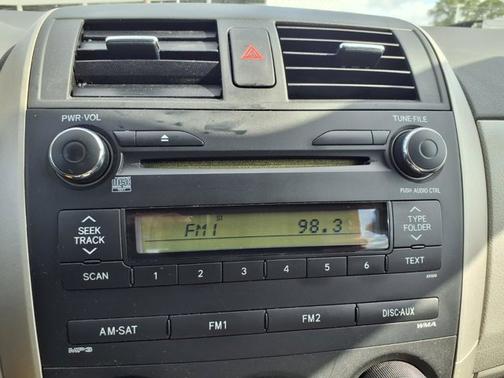 PWR·VOL
TUNE·FILE
PUSH AUDIO CTRL
ST
FM1 98.3
SEEK
TRACK
TYPE
FOLDER
SCAN 1 2 3 4 5 6 TEXT
AM·SAT FM1 FM2 DISC·AUX
MP3 WMA